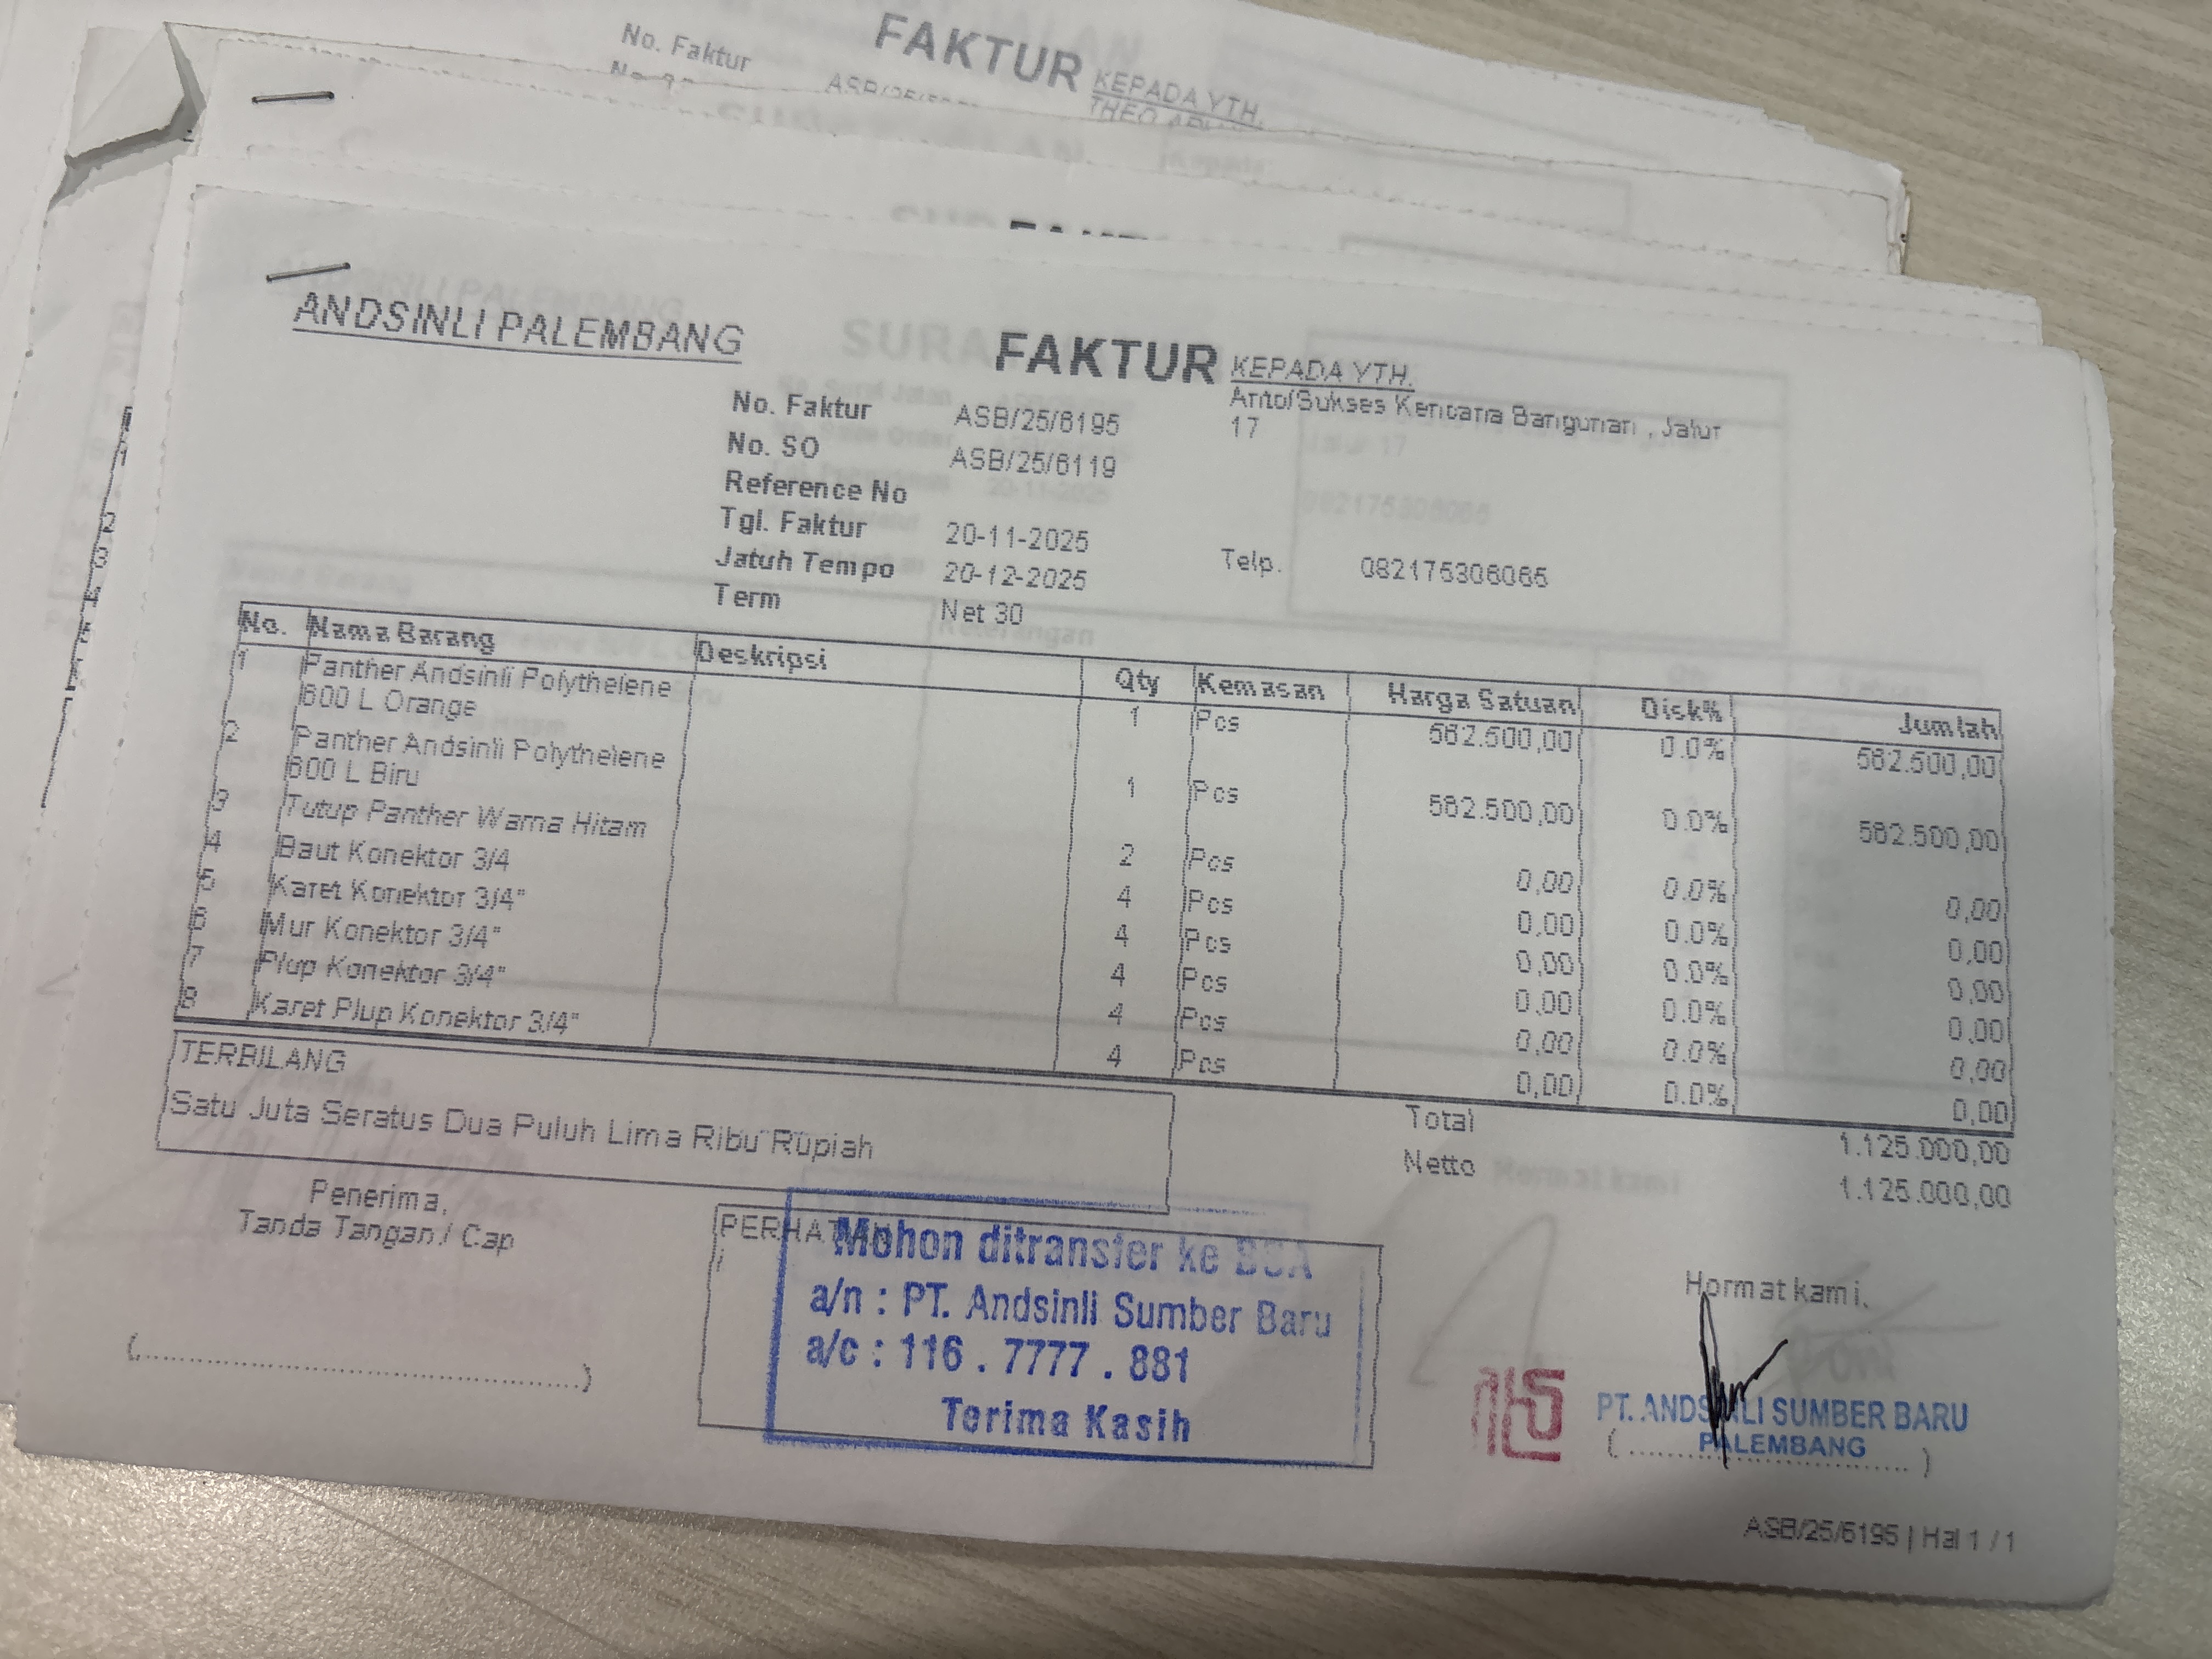 No. Faktur
FAKTUR
KEPADA YTH.
ANDSINLI PALEMBANG
FAKTUR
KEPADA YTH.
Anto/Sukses Kencana Bangunan , Jalur
17
No. Faktur ASB/25/6195
No. SO ASB/25/6119
Reference No
Tgl. Faktur 20-11-2025
Jatuh Tempo 20-12-2025
Term Net 30
Telp. 082175306065
No. Nama Barang Deskripsi Qty Kemasan Harga Satuan Disk% Jumlah
1 Panther Andsinli Polythelene 1 Pcs 562.500,00 0.0% 562.500,00
600 L Orange
2 Panther Andsinli Polythelene 1 Pcs 562.500,00 0.0% 562.500,00
600 L Biru
3 Tutup Panther Warna Hitam 2 Pcs 0,00 0.0% 0,00
4 Baut Konektor 3/4 4 Pcs 0,00 0.0% 0,00
5 Karet Konektor 3/4" 4 Pcs 0,00 0.0% 0,00
6 Mur Konektor 3/4" 4 Pcs 0,00 0.0% 0,00
7 Plup Konektor 3/4" 4 Pcs 0,00 0.0% 0,00
8 Karet Plup Konektor 3/4" 4 Pcs 0,00 0.0% 0,00
TERBILANG
Satu Juta Seratus Dua Puluh Lima Ribu Rupiah
Total 1.125.000,00
Netto 1.125.000,00
Penerima,
Tanda Tangan / Cap
PERHATIAN
Mohon ditransfer ke BCA
a/n : PT. Andsinli Sumber Baru
a/c : 116 . 7777 . 881
Terima Kasih
Hormat kami,
PT. ANDSINLI SUMBER BARU
PALEMBANG
ASB/25/6195 | Hal 1 / 1